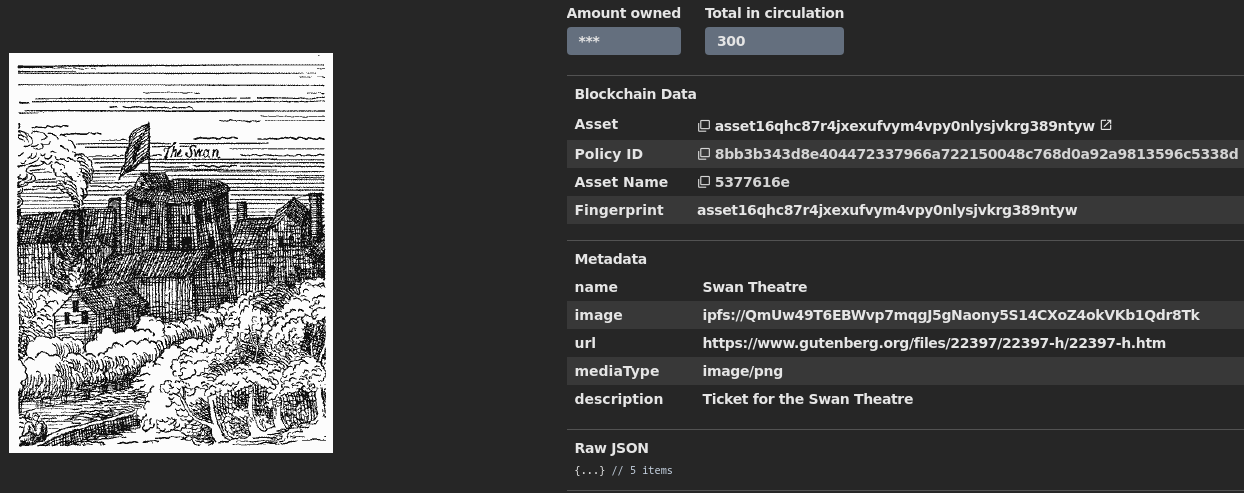 The Swan
Amount owned
Total in circulation
***
300
Blockchain Data
Asset
asset16qhc87r4jxexufvym4vpy0nlysjvkrg389ntyw
Policy ID
8bb3b343d8e404472337966a722150048c768d0a92a9813596c5338d
Asset Name
5377616e
Fingerprint
asset16qhc87r4jxexufvym4vpy0nlysjvkrg389ntyw
Metadata
name
Swan Theatre
image
ipfs://QmUw49T6EBWvp7mqgJ5gNaony5S14CXoZ4okVKb1Qdr8Tk
url
https://www.gutenberg.org/files/22397/22397-h/22397-h.htm
mediaType
image/png
description
Ticket for the Swan Theatre
Raw JSON
{...} // 5 items